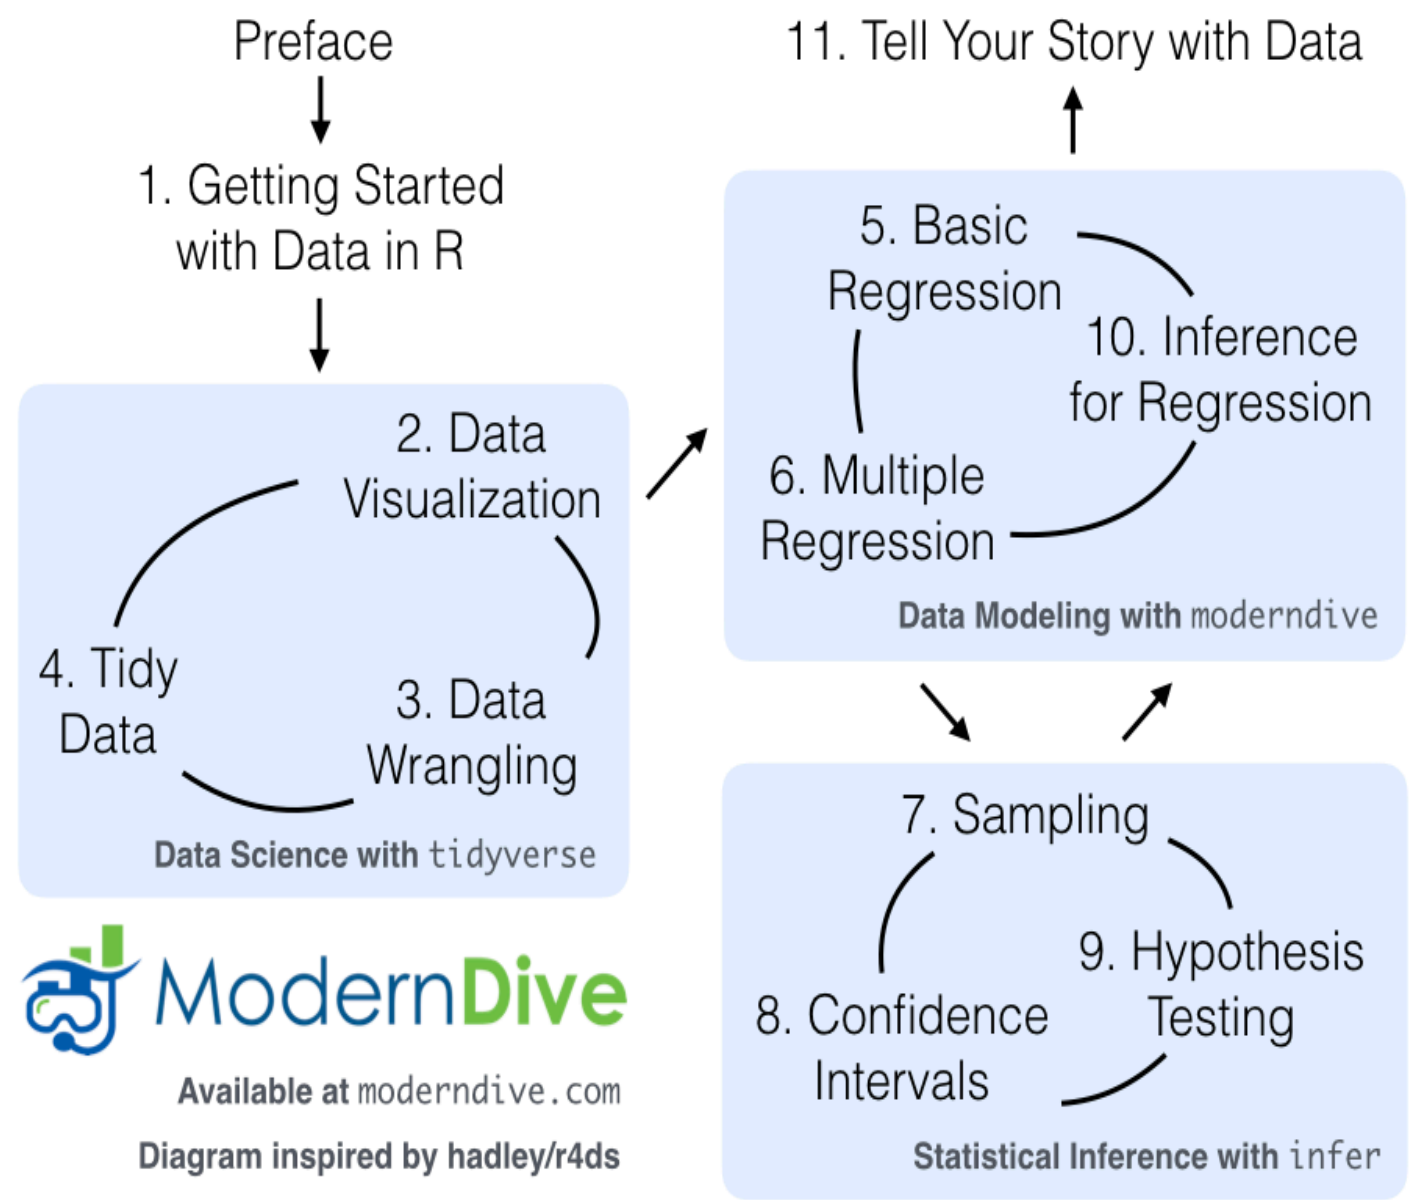 Preface
1. Getting Started
with Data in R
2. Data
Visualization
3. Data
Wrangling
4. Tidy
Data
Data Science with tidyverse
5. Basic
Regression
6. Multiple
Regression
10. Inference
for Regression
Data Modeling with moderndive
11. Tell Your Story with Data
7. Sampling
8. Confidence
Intervals
9. Hypothesis
Testing
Statistical Inference with infer
ModernDive
Available at moderndive.com
Diagram inspired by hadley/r4ds